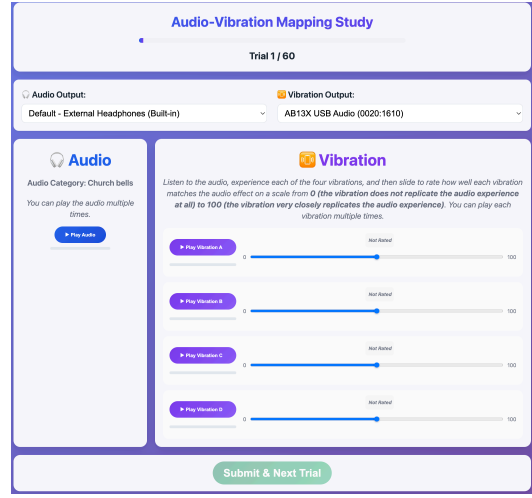 Audio-Vibration Mapping Study
Trial 1 / 60
Audio Output:
Default - External Headphones (Built-in)
Vibration Output:
AB13X USB Audio (0020:1610)
Audio
Audio Category: Church bells
You can play the audio multiple
times.
Play Audio
Vibration
Listen to the audio, experience each of the four vibrations, and then slide to rate how well each vibration
matches the audio effect on a scale from 0 (the vibration does not replicate the audio experience
at all) to 100 (the vibration very closely replicates the audio experience). You can play each
vibration multiple times.
Play Vibration A
Not Rated
0
100
Play Vibration B
Not Rated
0
100
Play Vibration C
Not Rated
0
100
Play Vibration D
Not Rated
0
100
Submit & Next Trial